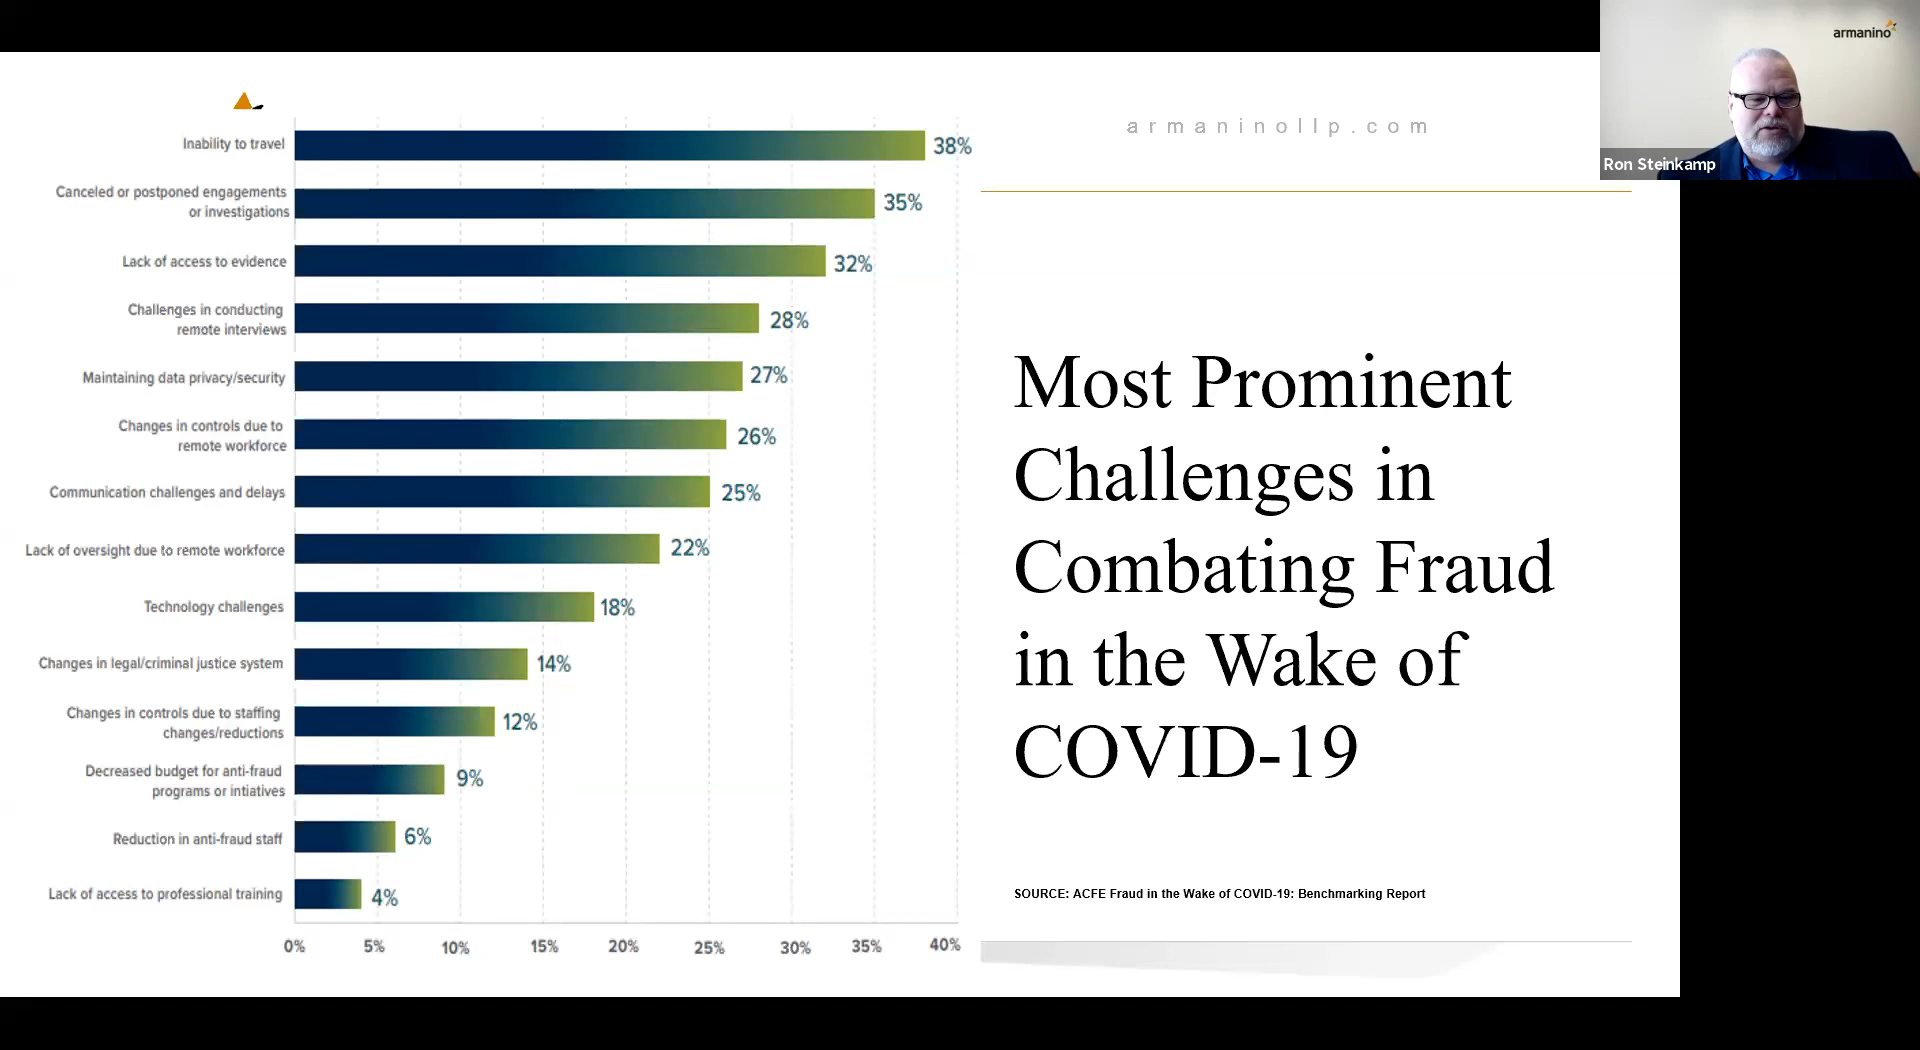 armanino
Ron Steinkamp
armaninollp.com
Inability to travel
38%
Canceled or postponed engagements
or investigations
35%
Lack of access to evidence
32%
Challenges in conducting
remote interviews
28%
Maintaining data privacy/security
27%
Changes in controls due to
remote workforce
26%
Communication challenges and delays
25%
Lack of oversight due to remote workforce
22%
Technology challenges
18%
Changes in legal/criminal justice system
14%
Changes in controls due to staffing
changes/reductions
12%
Decreased budget for anti-fraud
programs or intiatives
9%
Reduction in anti-fraud staff
6%
Lack of access to professional training
4%
0% 5% 10% 15% 20% 25% 30% 35% 40%
Most Prominent
Challenges in
Combating Fraud
in the Wake of
COVID-19
SOURCE: ACFE Fraud in the Wake of COVID-19: Benchmarking Report